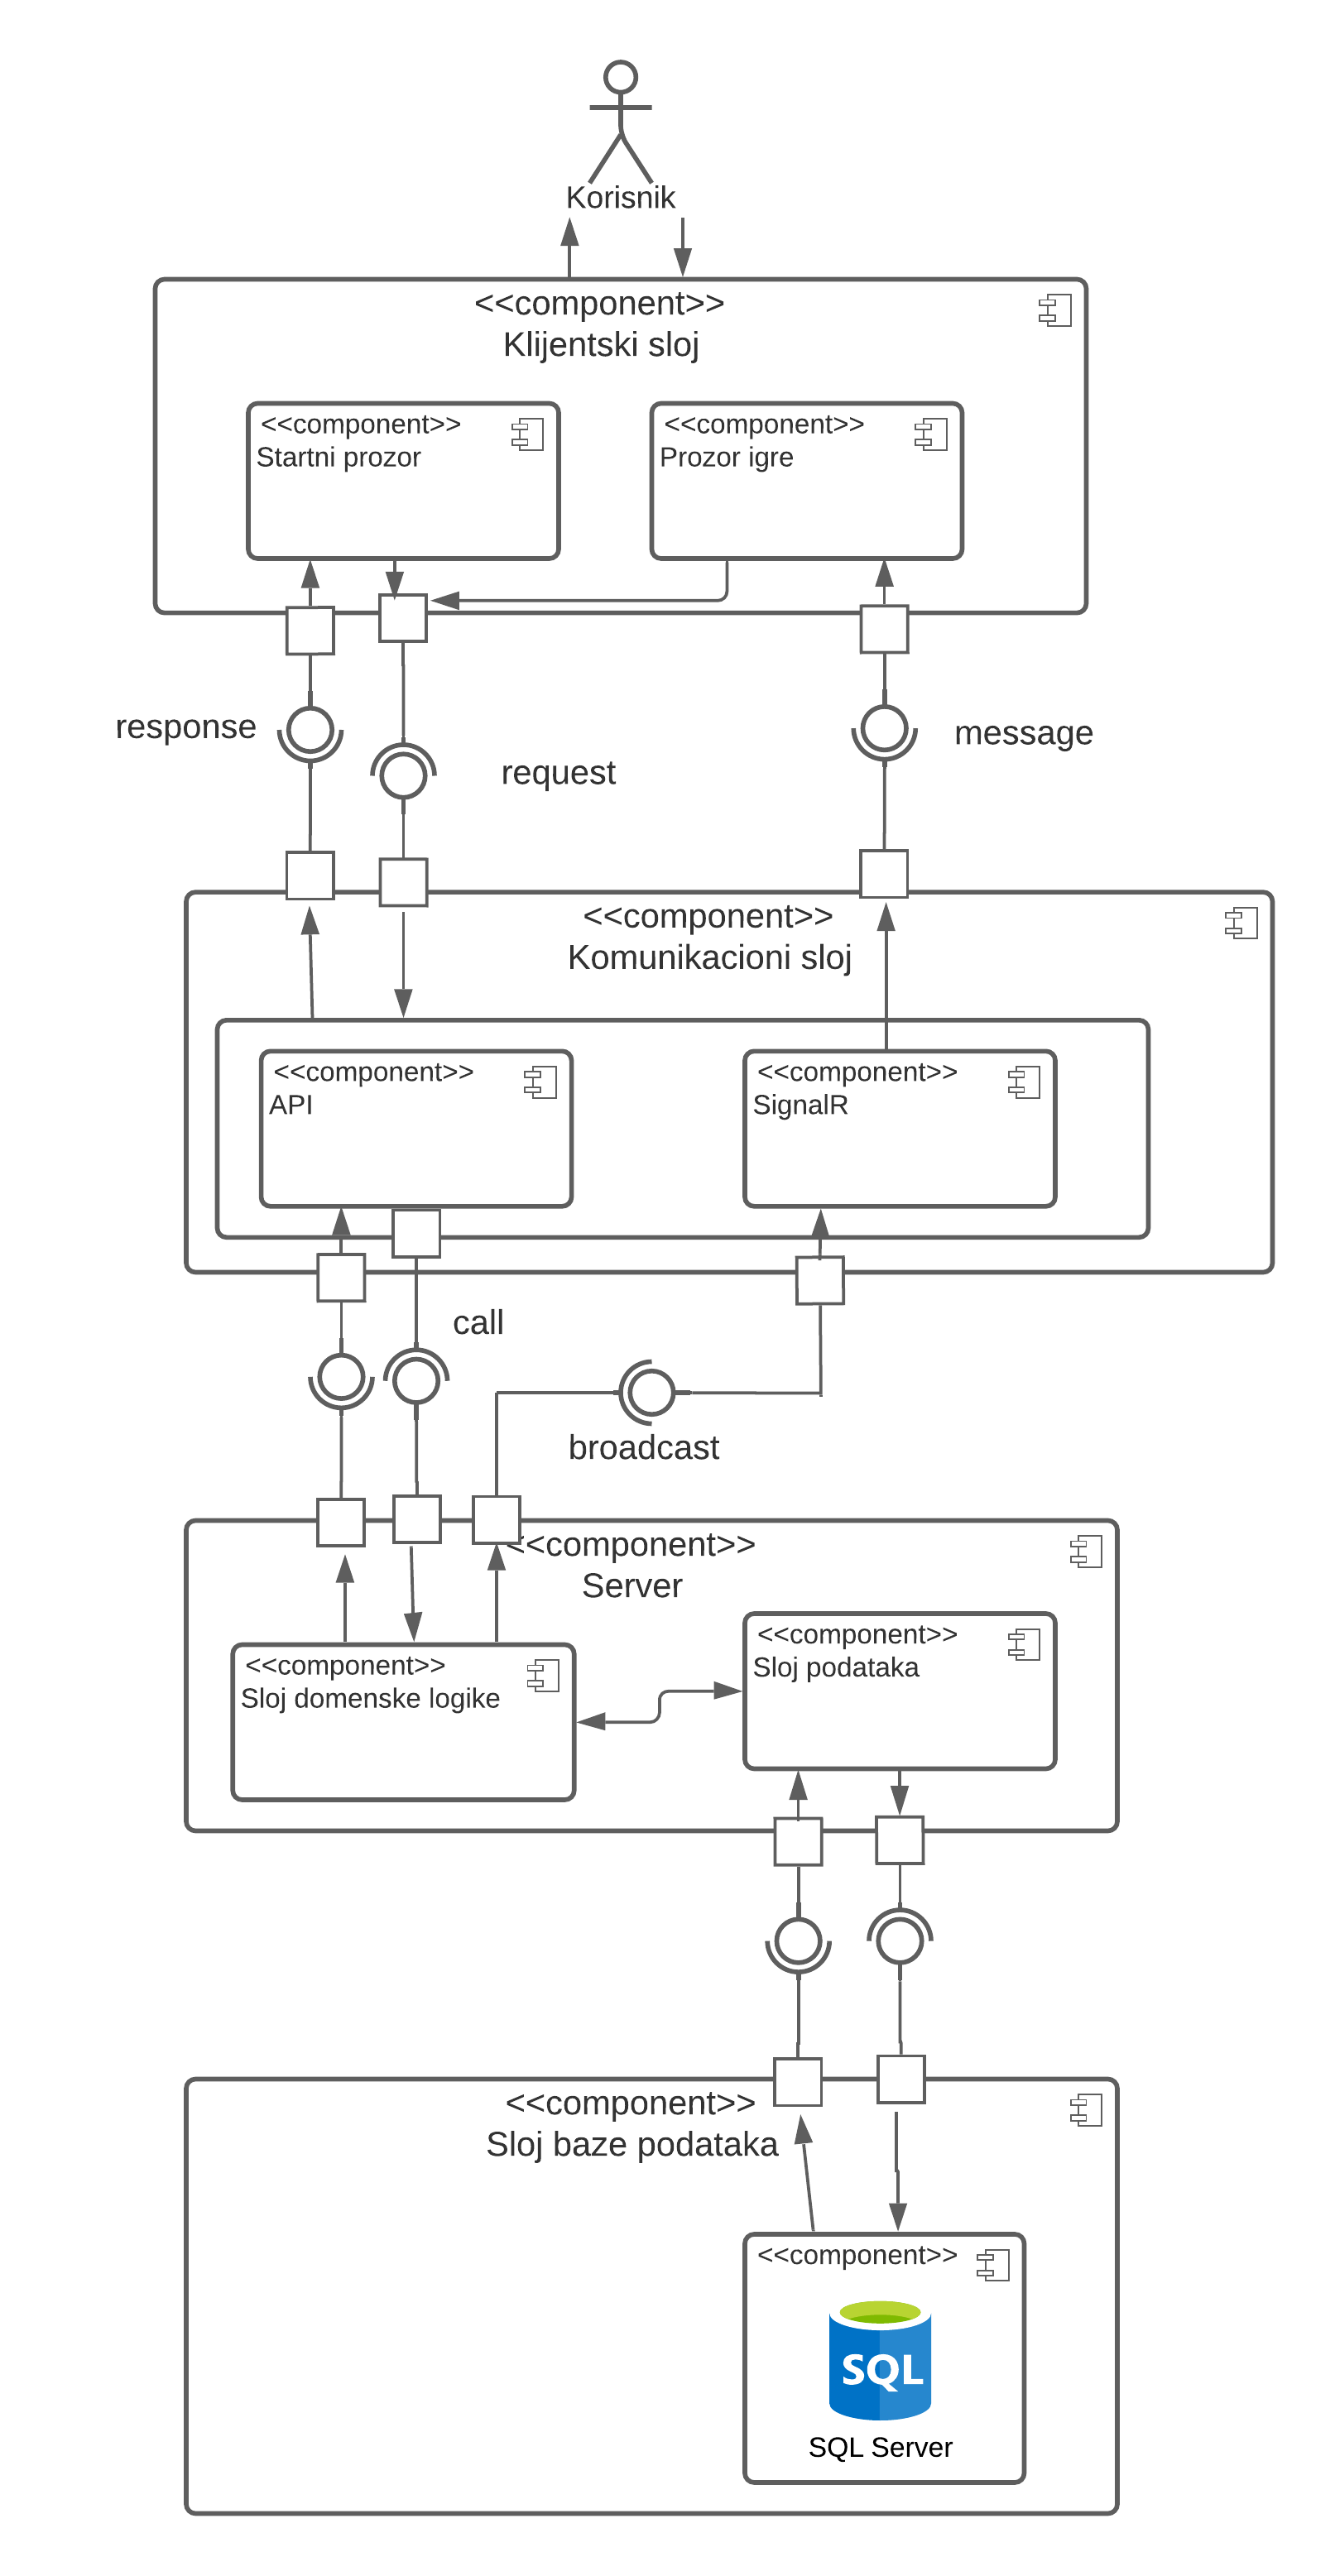 Korisnik
<<component>>
Klijentski sloj
<<component>>
Startni prozor
<<component>>
Prozor igre
response
request
message
<<component>>
Komunikacioni sloj
<<component>>
API
<<component>>
SignalR
call
broadcast
<<component>>
Server
<<component>>
Sloj podataka
<<component>>
Sloj domenske logike
<<component>>
Sloj baze podataka
<<component>>
SQL
SQL Server